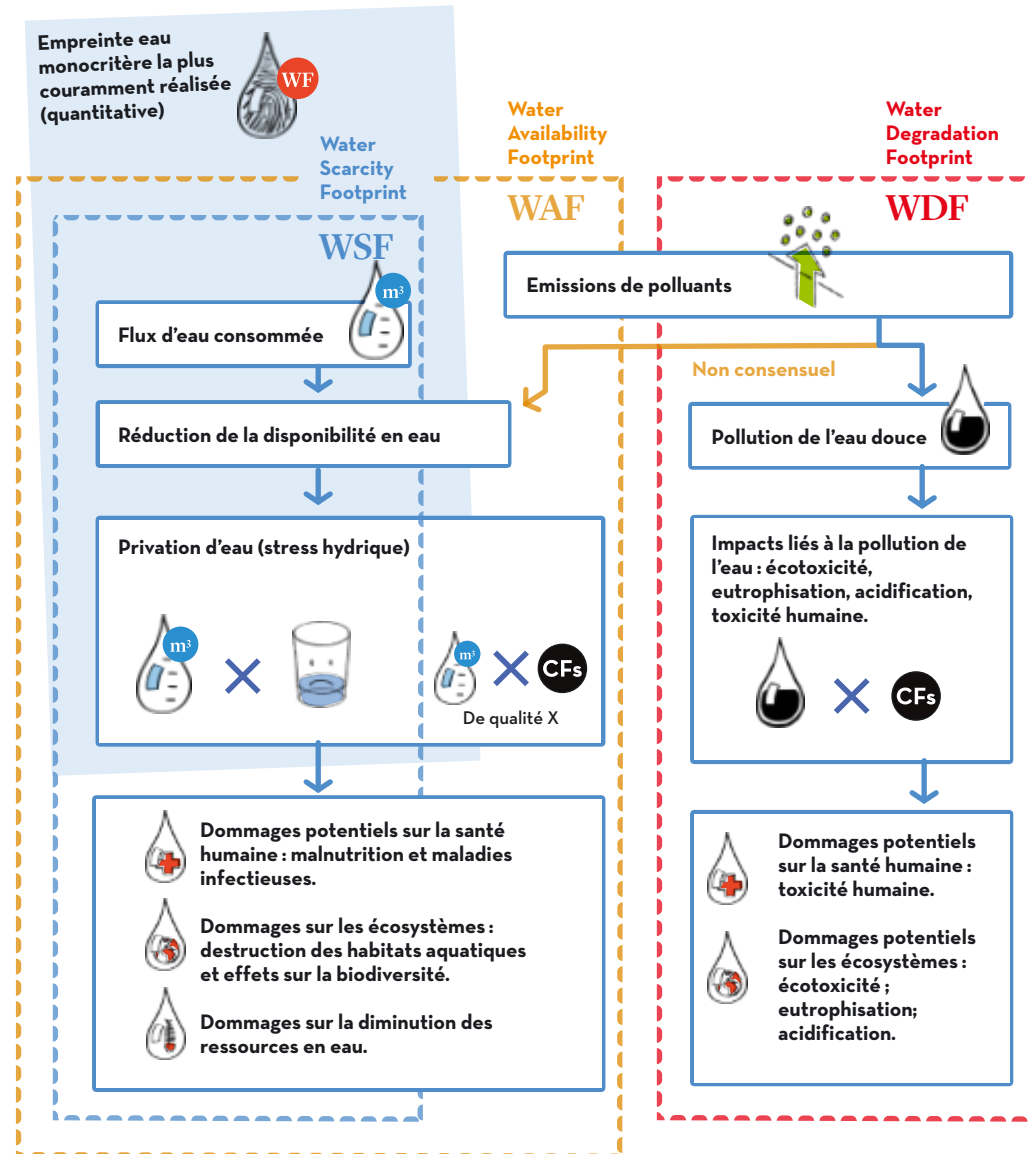 Empreinte eau
monocritère la plus
couramment réalisée
(quantitative)
WF
Water
Scarcity
Footprint
WSF
Water
Availability
Footprint
WAF
Water
Degradation
Footprint
WDF
Emissions de polluants
m³
Flux d'eau consommée
Non consensuel
Réduction de la disponibilité en eau
Pollution de l'eau douce
Privation d'eau (stress hydrique)
m³
m³
CFs
De qualité X
Impacts liés à la pollution de
l'eau : écotoxicité,
eutrophisation, acidification,
toxicité humaine.
CFs
Dommages potentiels sur la santé
humaine : malnutrition et maladies
infectieuses.
Dommages sur les écosystèmes :
destruction des habitats aquatiques
et effets sur la biodiversité.
Dommages sur la diminution des
ressources en eau.
Dommages potentiels
sur la santé humaine :
toxicité humaine.
Dommages potentiels
sur les écosystèmes :
écotoxicité ;
eutrophisation;
acidification.